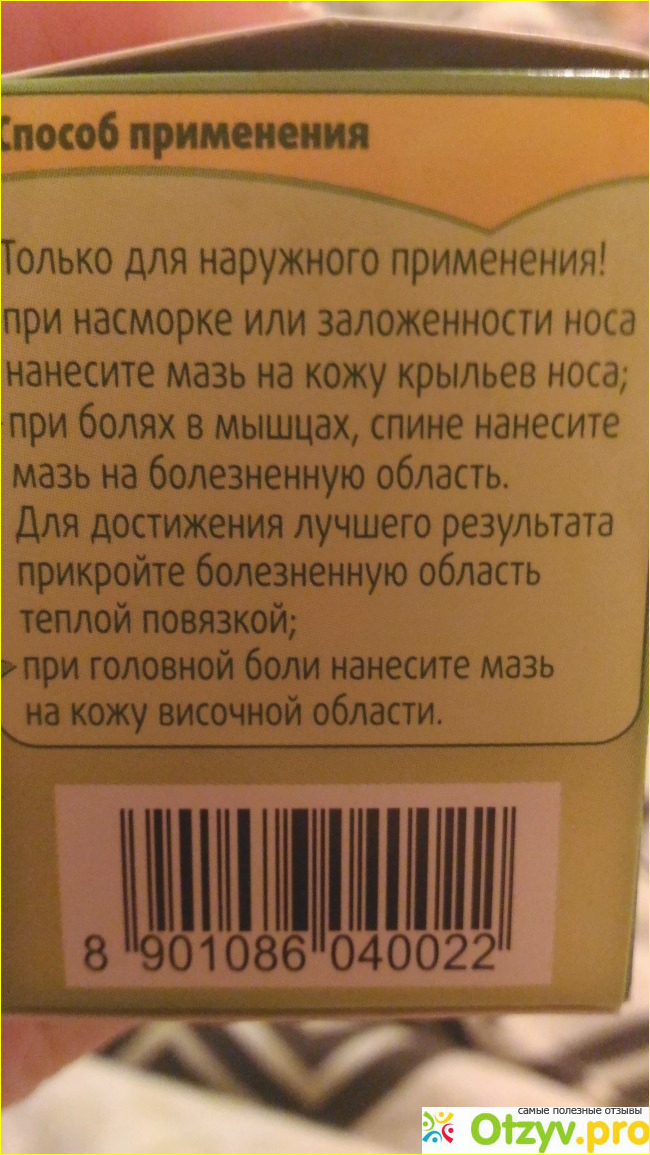 Способ применения
Только для наружного применения!
при насморке или заложенности носа
нанесите мазь на кожу крыльев носа;
при болях в мышцах, спине нанесите
мазь на болезненную область.
Для достижения лучшего результата
прикройте болезненную область
теплой повязкой;
при головной боли нанесите мазь
на кожу височной области.
8 901086 040022
самые полезные отзывы
Otzyv.pro